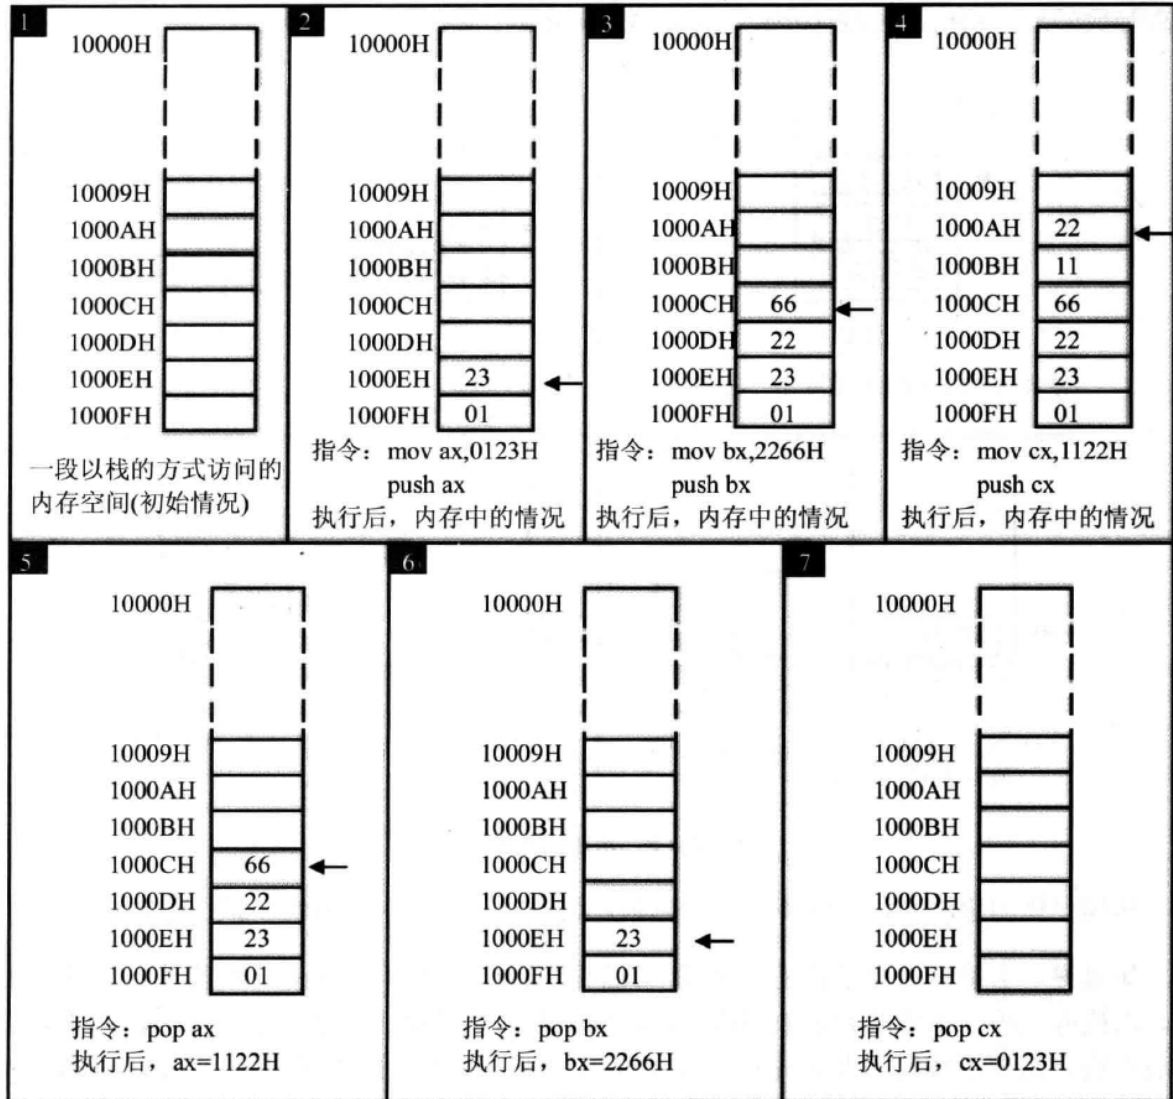 1
10000H
10009H
1000AH
1000BH
1000CH
1000DH
1000EH
1000FH
一段以栈的方式访问的
内存空间(初始情况)
2
10000H
10009H
1000AH
1000BH
1000CH
1000DH
1000EH 23
1000FH 01
指令：mov ax,0123H
push ax
执行后，内存中的情况
3
10000H
10009H
1000AH
1000BH
1000CH 66
1000DH 22
1000EH 23
1000FH 01
指令：mov bx,2266H
push bx
执行后，内存中的情况
4
10000H
10009H
1000AH 22
1000BH 11
1000CH 66
1000DH 22
1000EH 23
1000FH 01
指令：mov cx,1122H
push cx
执行后，内存中的情况
5
10000H
10009H
1000AH
1000BH
1000CH 66
1000DH 22
1000EH 23
1000FH 01
指令：pop ax
执行后，ax=1122H
6
10000H
10009H
1000AH
1000BH
1000CH
1000DH
1000EH 23
1000FH 01
指令：pop bx
执行后，bx=2266H
7
10000H
10009H
1000AH
1000BH
1000CH
1000DH
1000EH
1000FH
指令：pop cx
执行后，cx=0123H